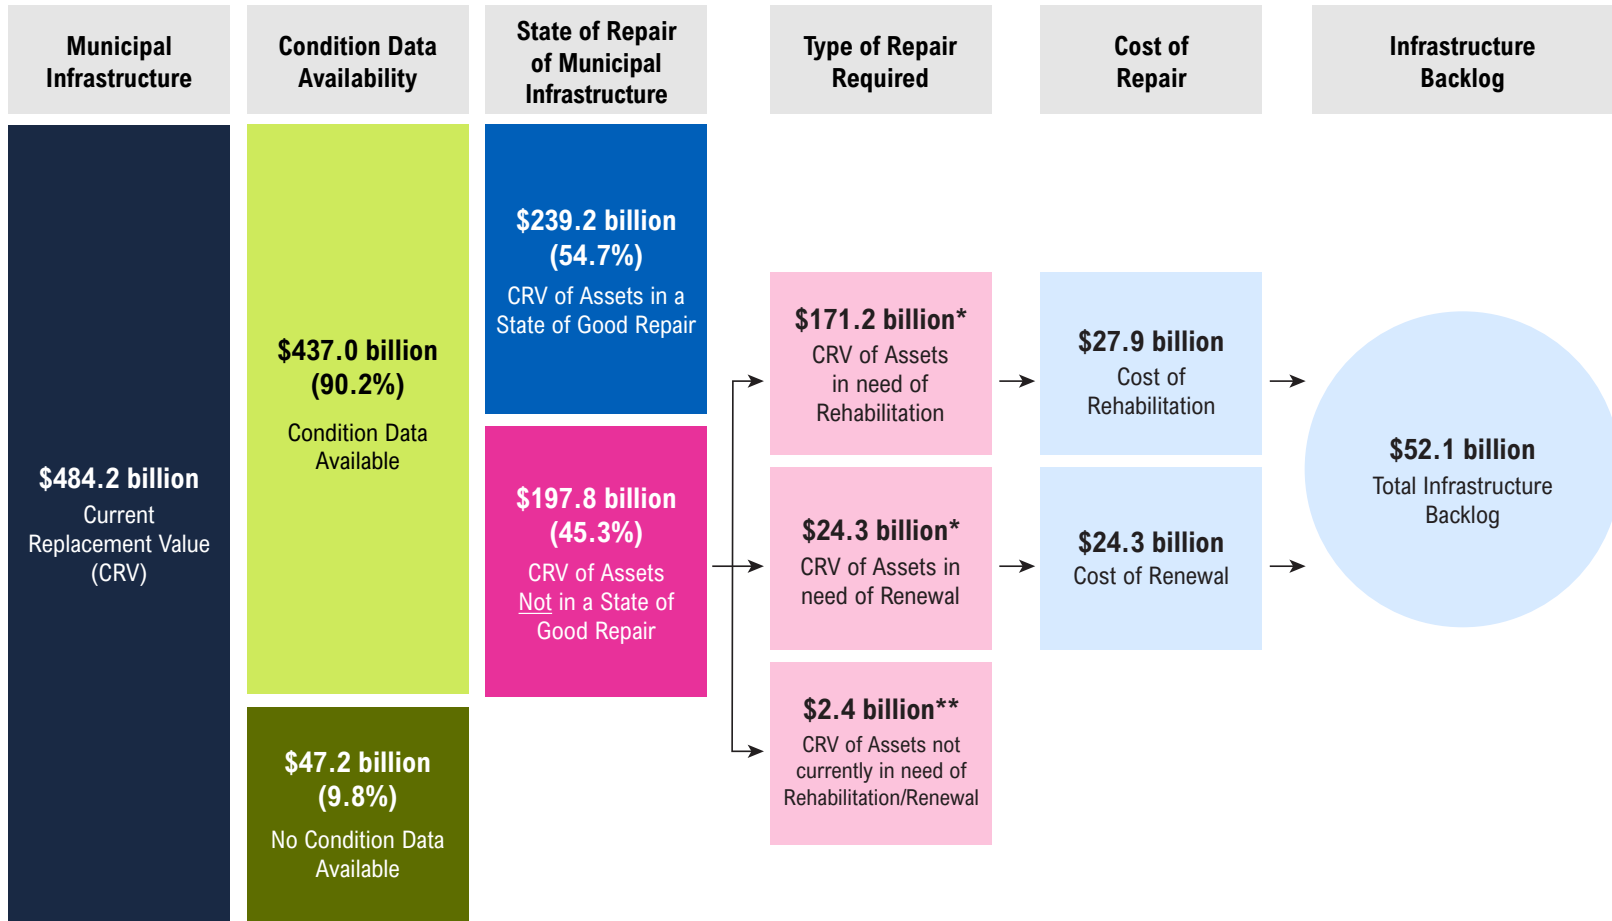 Municipal
Infrastructure
Condition Data
Availability
State of Repair
of Municipal
Infrastructure
Type of Repair
Required
Cost of
Repair
Infrastructure
Backlog
$484.2 billion
Current
Replacement Value
(CRV)
$437.0 billion
(90.2%)
Condition Data
Available
$47.2 billion
(9.8%)
No Condition Data
Available
$239.2 billion
(54.7%)
CRV of Assets in a
State of Good Repair
$197.8 billion
(45.3%)
CRV of Assets
Not in a State of
Good Repair
$171.2 billion*
CRV of Assets
in need of
Rehabilitation
$24.3 billion*
CRV of Assets in
need of Renewal
$2.4 billion**
CRV of Assets not
currently in need of
Rehabilitation/Renewal
$27.9 billion
Cost of
Rehabilitation
$24.3 billion
Cost of Renewal
$52.1 billion
Total Infrastructure
Backlog